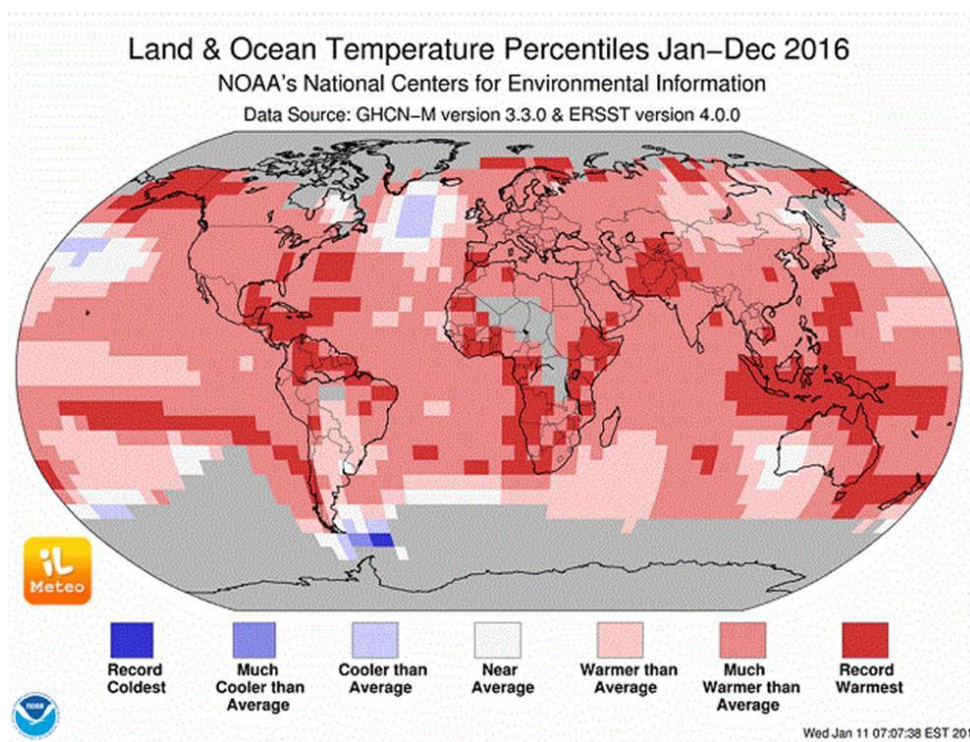 Land & Ocean Temperature Percentiles Jan–Dec 2016
NOAA's National Centers for Environmental Information
Data Source: GHCN–M version 3.3.0 & ERSST version 4.0.0
iL
Meteo
Record
Coldest
Much
Cooler than
Average
Cooler than
Average
Near
Average
Warmer than
Average
Much
Warmer than
Average
Record
Warmest
noaa
Wed Jan 11 07:07:38 EST 201